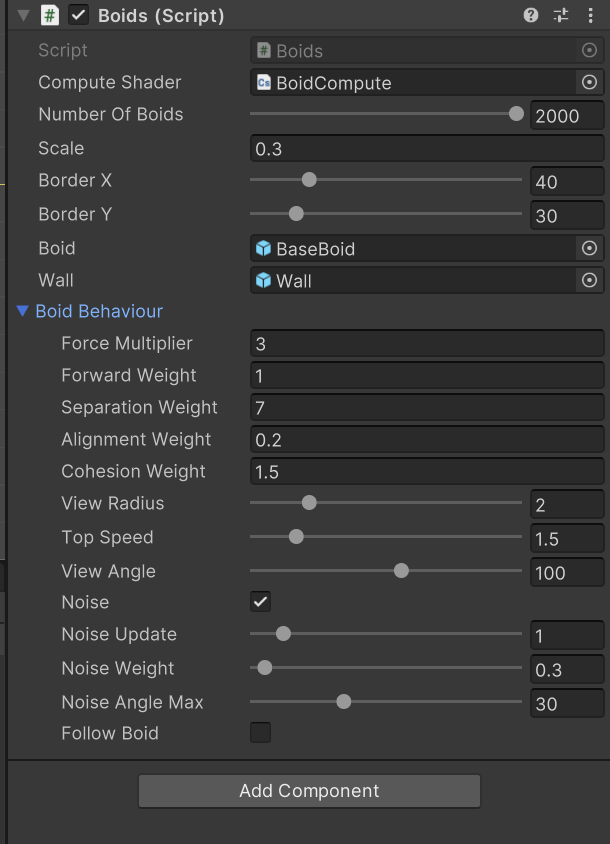 Boids (Script)
Script Boids
Compute Shader BoidCompute
Number Of Boids 2000
Scale 0.3
Border X 40
Border Y 30
Boid BaseBoid
Wall Wall
Boid Behaviour
Force Multiplier 3
Forward Weight 1
Separation Weight 7
Alignment Weight 0.2
Cohesion Weight 1.5
View Radius 2
Top Speed 1.5
View Angle 100
Noise
Noise Update 1
Noise Weight 0.3
Noise Angle Max 30
Follow Boid
Add Component